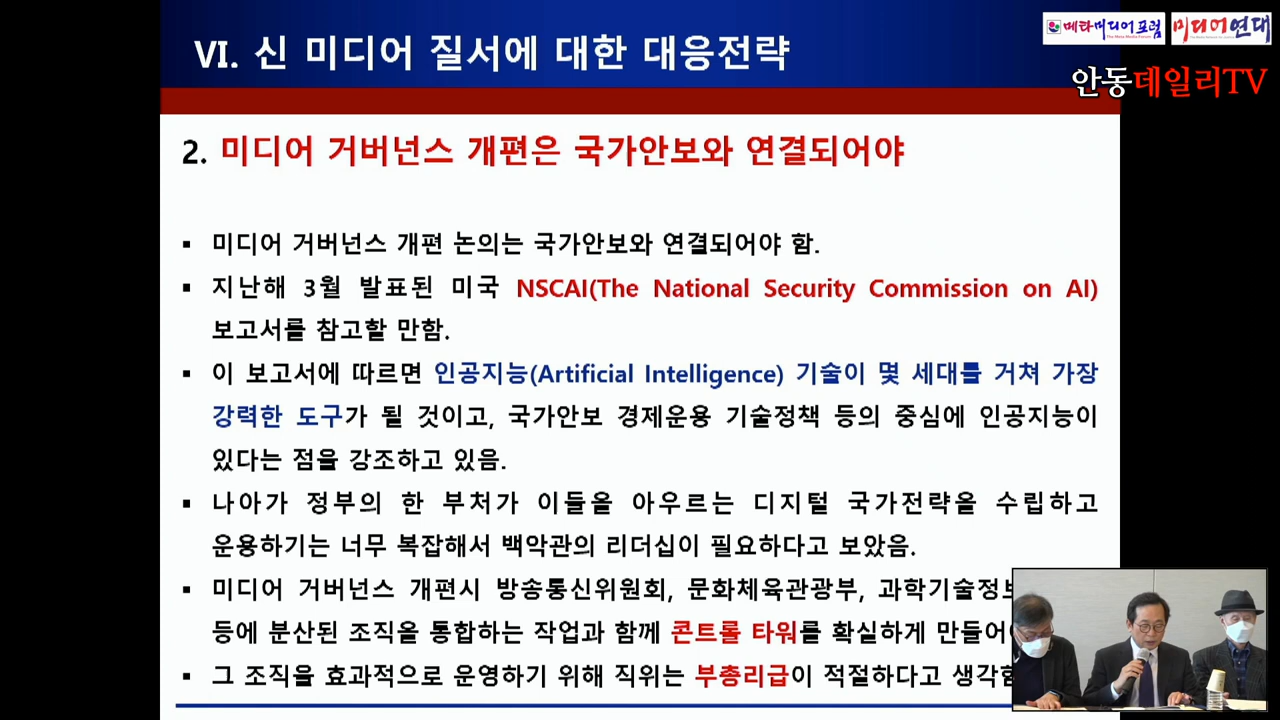 VI. 신 미디어 질서에 대한 대응전략
메타미디어포럼
미디어연대
안동데일리TV
2. 미디어 거버넌스 개편은 국가안보와 연결되어야
▪ 미디어 거버넌스 개편 논의는 국가안보와 연결되어야 함.
▪ 지난해 3월 발표된 미국 NSCAI(The National Security Commission on AI)
보고서를 참고할 만함.
▪ 이 보고서에 따르면 인공지능(Artificial Intelligence) 기술이 몇 세대를 거쳐 가장
강력한 도구가 될 것이고, 국가안보 경제운용 기술정책 등의 중심에 인공지능이
있다는 점을 강조하고 있음.
▪ 나아가 정부의 한 부처가 이들을 아우르는 디지털 국가전략을 수립하고
운용하기는 너무 복잡해서 백악관의 리더십이 필요하다고 보았음.
▪ 미디어 거버넌스 개편시 방송통신위원회, 문화체육관광부, 과학기술정보
등에 분산된 조직을 통합하는 작업과 함께 콘트롤 타워를 확실하게 만들어
▪ 그 조직을 효과적으로 운영하기 위해 직위는 부총리급이 적절하다고 생각함